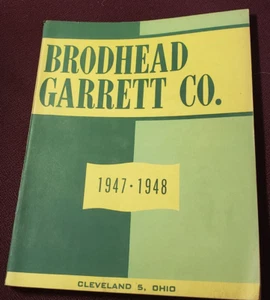 BRODHEAD
GARRETT CO.
1947 · 1948
CLEVELAND 5, OHIO